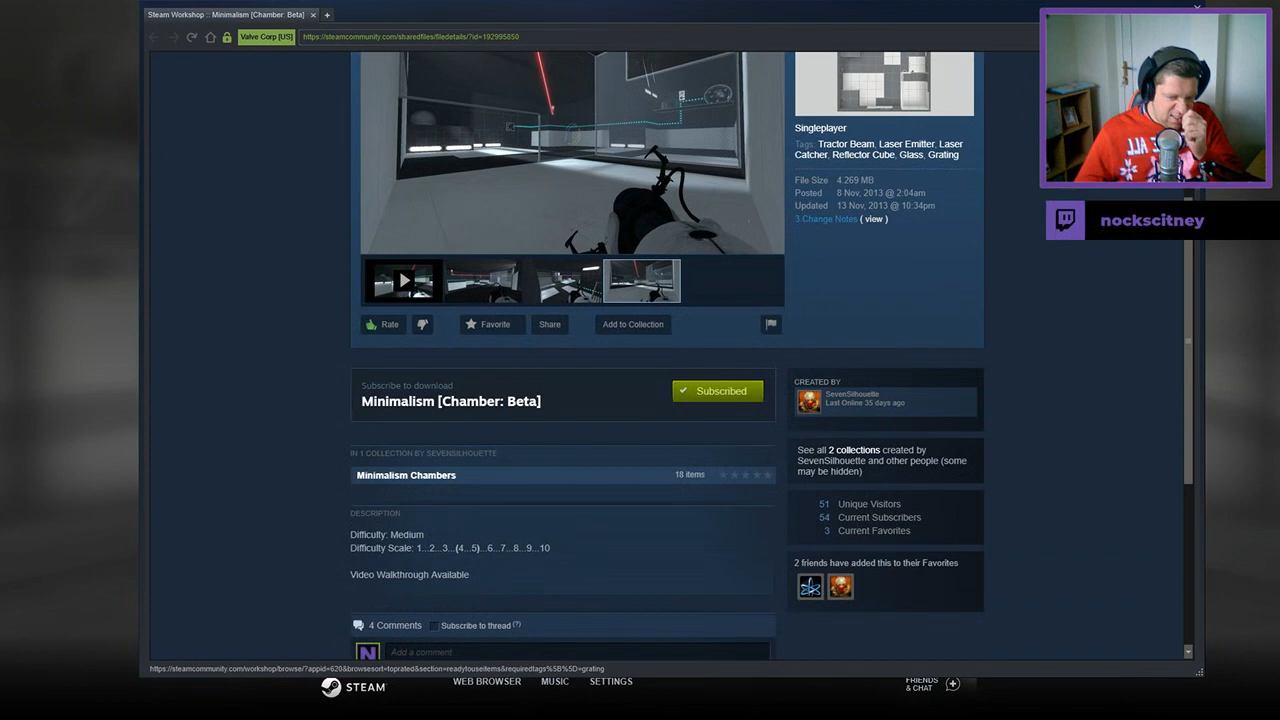 Steam Workshop :: Minimalism [Chamber: Beta]
Valve Corp [US]
https://steamcommunity.com/sharedfiles/filedetails/?id=192995850
Singleplayer
Tags: Tractor Beam, Laser Emitter, Laser
Catcher, Reflector Cube, Glass, Grating
File Size 4.269 MB
Posted 8 Nov, 2013 @ 2:04am
Updated 13 Nov, 2013 @ 10:34pm
3 Change Notes ( view )
nockscitney
Rate
Favorite
Share
Add to Collection
Subscribe to download
Minimalism [Chamber: Beta]
Subscribed
CREATED BY
SevenSilhouette
Last Online 35 days ago
IN 1 COLLECTION BY SEVENSILHOUETTE
Minimalism Chambers 18 items
See all 2 collections created by
SevenSilhouette and other people (some
may be hidden)
51 Unique Visitors
54 Current Subscribers
3 Current Favorites
DESCRIPTION
Difficulty: Medium
Difficulty Scale: 1...2...3...(4...5)...6...7...8...9...10
Video Walkthrough Available
2 friends have added this to their Favorites
4 Comments Subscribe to thread (?)
N
Add a comment
https://steamcommunity.com/workshop/browse/?appid=620&browsesort=toprated&section=readytouseitems&requiredtags%5B%5D=grating
STEAM
WEB BROWSER
MUSIC
SETTINGS
FRIENDS
& CHAT